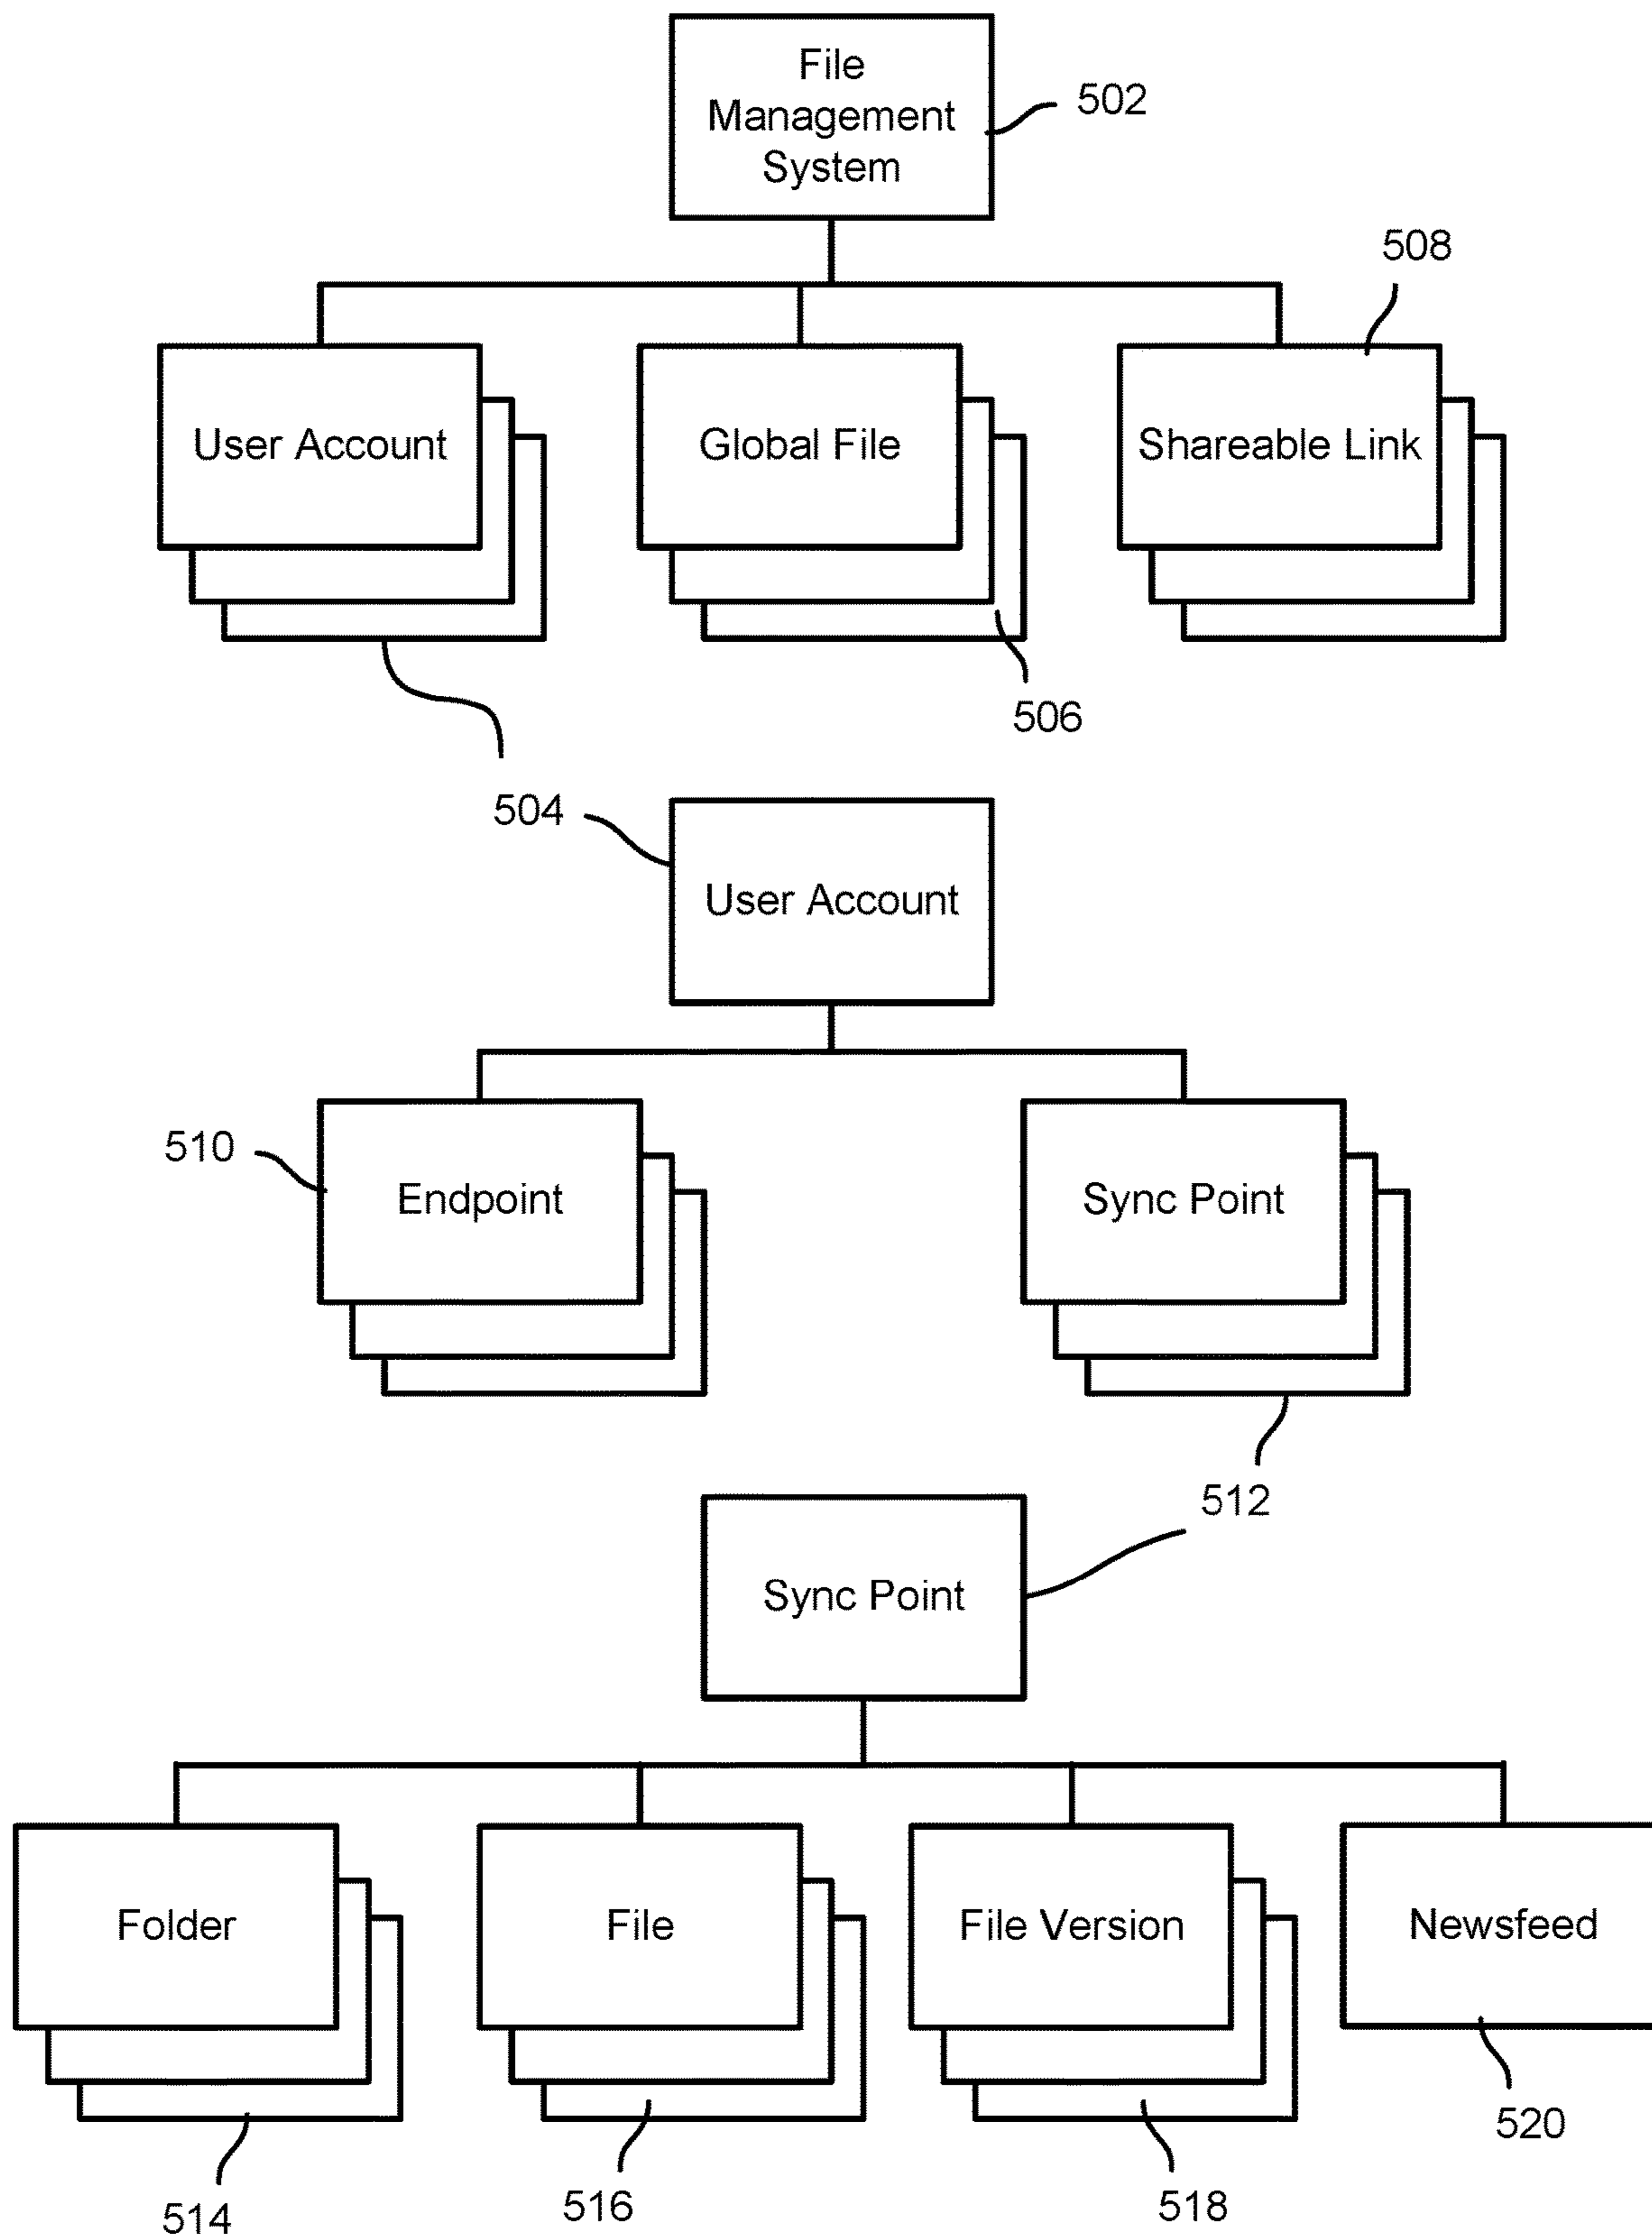 File
Management
System
502
508
User Account
Global File
Shareable Link
506
504
User Account
510
Endpoint
Sync Point
512
Sync Point
Folder
File
File Version
Newsfeed
520
514
516
518